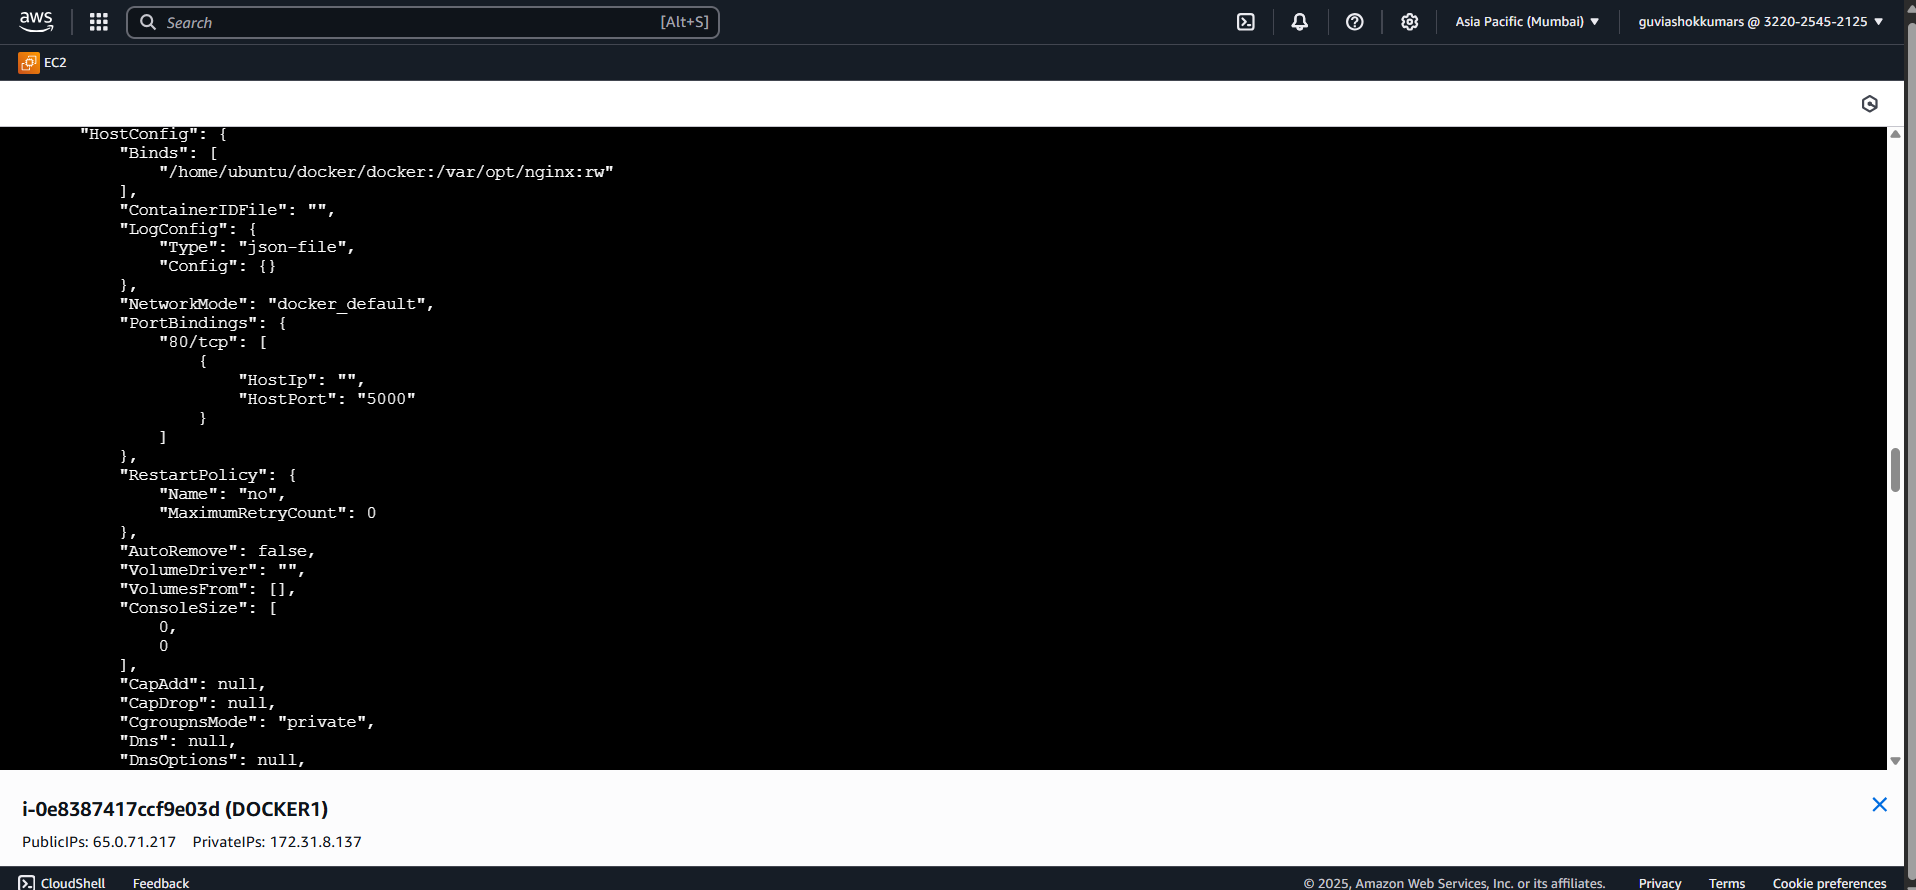 aws
Search [Alt+S]
Asia Pacific (Mumbai)
guviashokkumars @ 3220-2545-2125
EC2
"HostConfig": {
"Binds": [
"/home/ubuntu/docker/docker:/var/opt/nginx:rw"
],
"ContainerIDFile": "",
"LogConfig": {
"Type": "json-file",
"Config": {}
},
"NetworkMode": "docker_default",
"PortBindings": {
"80/tcp": [
{
"HostIp": "",
"HostPort": "5000"
}
]
},
"RestartPolicy": {
"Name": "no",
"MaximumRetryCount": 0
},
"AutoRemove": false,
"VolumeDriver": "",
"VolumesFrom": [],
"ConsoleSize": [
0,
0
],
"CapAdd": null,
"CapDrop": null,
"CgroupnsMode": "private",
"Dns": null,
"DnsOptions": null,
i-0e8387417ccf9e03d (DOCKER1)
PublicIPs: 65.0.71.217 PrivateIPs: 172.31.8.137
CloudShell Feedback © 2025, Amazon Web Services, Inc. or its affiliates. Privacy Terms Cookie preferences